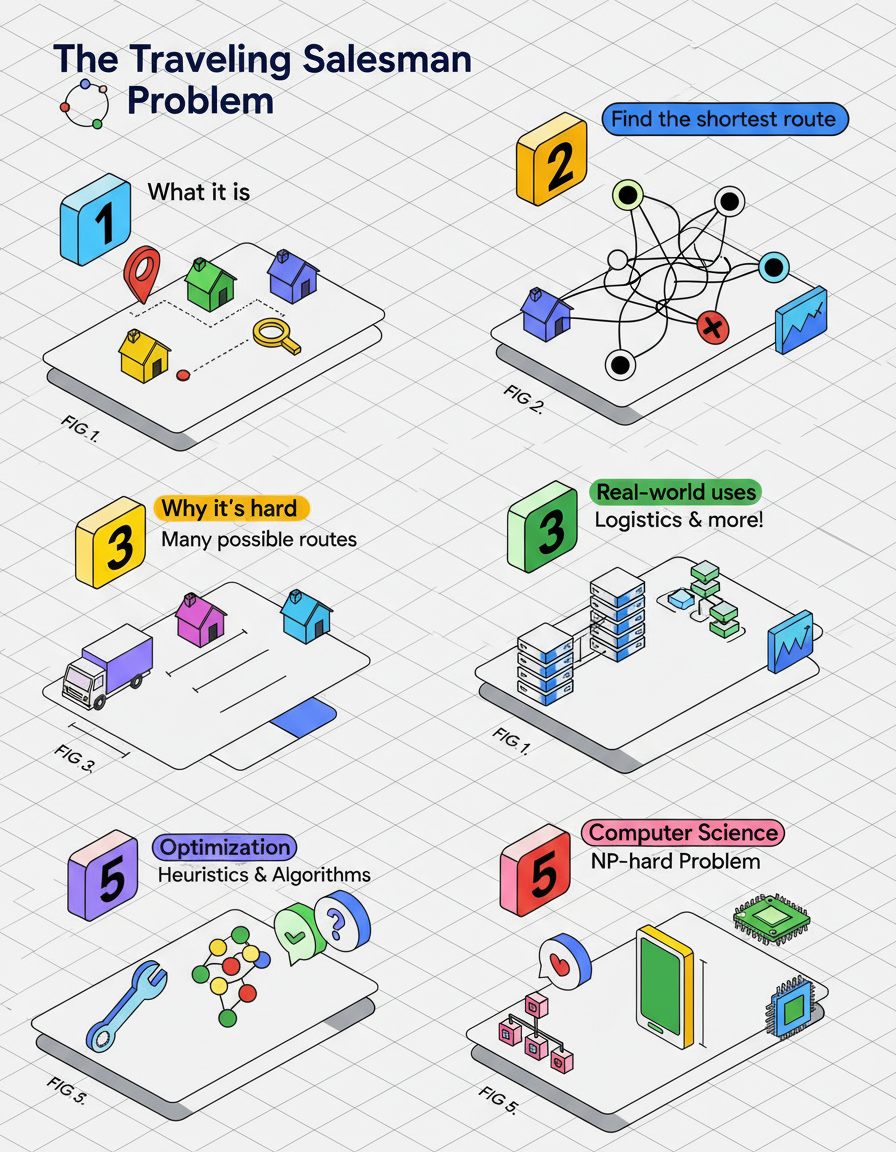 The Traveling Salesman
Problem
1
What it is
FIG.1.
2
Find the shortest route
FIG 2.
3
Why it's hard
Many possible routes
FIG.3.
3
Real-world uses
Logistics & more!
FIG.1.
5
Optimization
Heuristics & Algorithms
FIG.5.
5
Computer Science
NP-hard Problem
FIG 5.